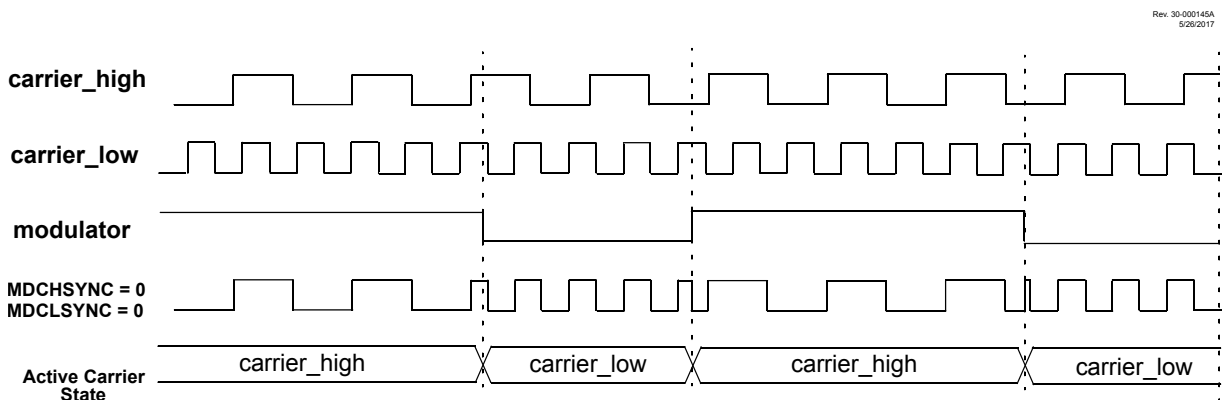 Rev. 30-000145A
5/26/2017
carrier_high
carrier_low
modulator
MDCHSYNC = 0
MDCLSYNC = 0
carrier_high
carrier_low
carrier_high
carrier_low
Active Carrier
State